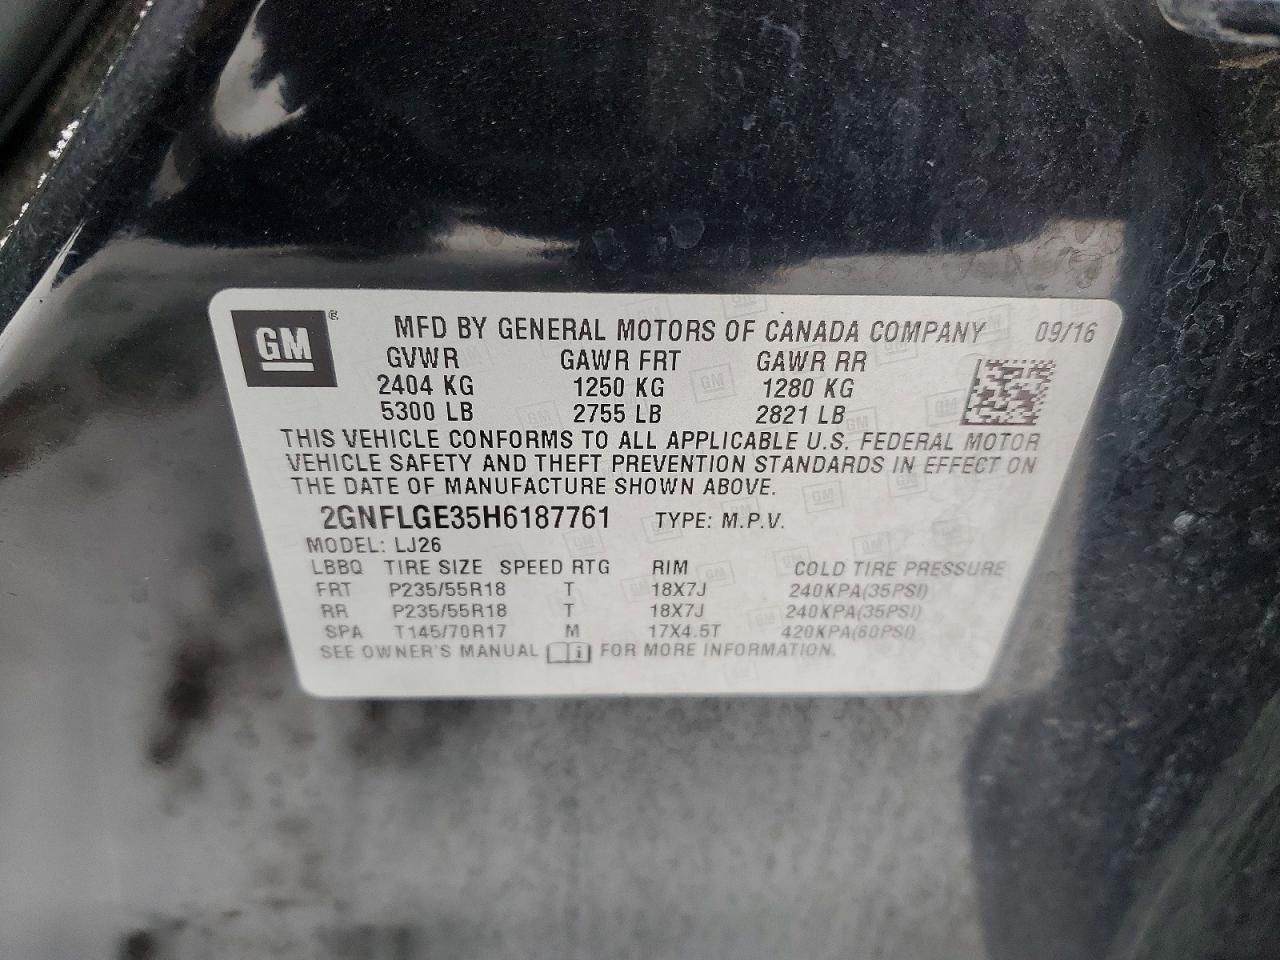 GM ® MFD BY GENERAL MOTORS OF CANADA COMPANY 09/16
GVWR GAWR FRT GAWR RR
2404 KG 1250 KG 1280 KG
5300 LB 2755 LB 2821 LB
THIS VEHICLE CONFORMS TO ALL APPLICABLE U.S. FEDERAL MOTOR
VEHICLE SAFETY AND THEFT PREVENTION STANDARDS IN EFFECT ON
THE DATE OF MANUFACTURE SHOWN ABOVE.
2GNFLGE35H6187761 TYPE: M.P.V.
MODEL: LJ26
LBBQ TIRE SIZE SPEED RTG RIM COLD TIRE PRESSURE
FRT P235/55R18 T 18X7J 240KPA(35PSI)
RR P235/55R18 T 18X7J 240KPA(35PSI)
SPA T145/70R17 M 17X4.5T 420KPA(60PSI)
SEE OWNER'S MANUAL i FOR MORE INFORMATION.